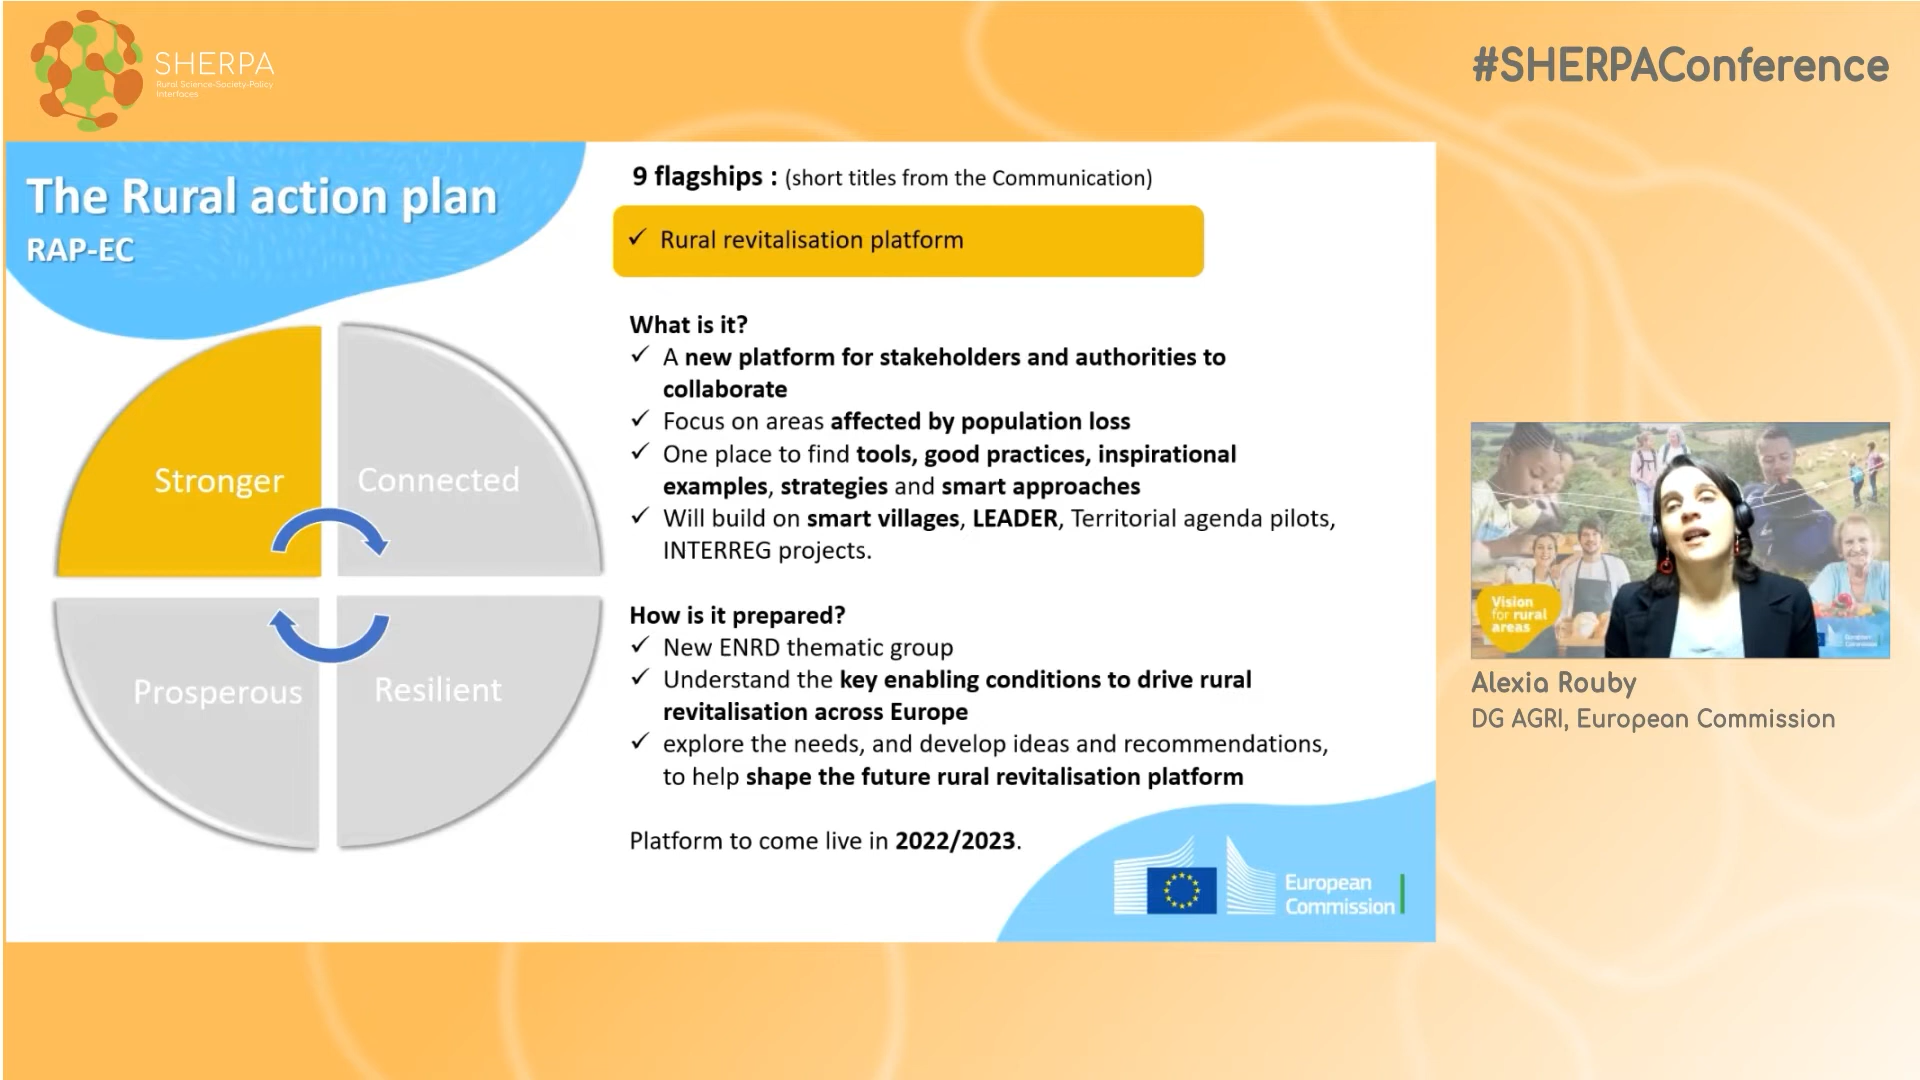 SHERPA
Rural Science-Society-Policy
Interfaces
#SHERPAConference
The Rural action plan
RAP-EC
9 flagships : (short titles from the Communication)
✓ Rural revitalisation platform
What is it?
✓ A new platform for stakeholders and authorities to
collaborate
✓ Focus on areas affected by population loss
✓ One place to find tools, good practices, inspirational
examples, strategies and smart approaches
✓ Will build on smart villages, LEADER, Territorial agenda pilots,
INTERREG projects.
How is it prepared?
✓ New ENRD thematic group
✓ Understand the key enabling conditions to drive rural
revitalisation across Europe
✓ explore the needs, and develop ideas and recommendations,
to help shape the future rural revitalisation platform
Platform to come live in 2022/2023.
Stronger
Connected
Prosperous
Resilient
European
Commission
Vision
for rural
areas
European
Commission
Alexia Rouby
DG AGRI, European Commission